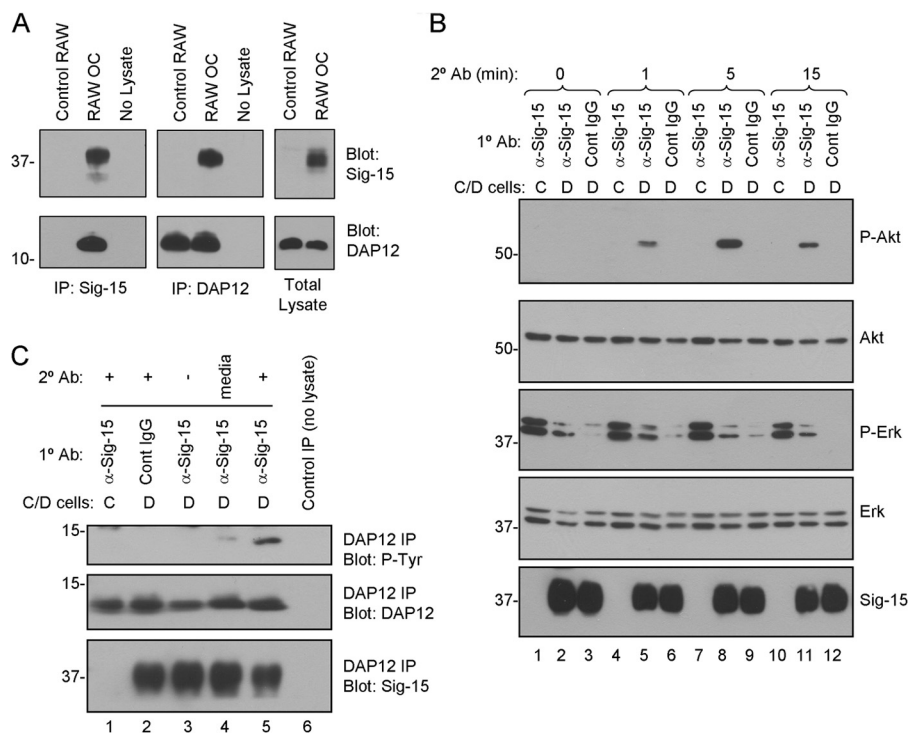 A
Control RAW
RAW OC
No Lysate
Control RAW
RAW OC
No Lysate
Control RAW
RAW OC
37-
Blot:
Sig-15
10-
Blot:
DAP12
IP: Sig-15
IP: DAP12
Total
Lysate
B
2º Ab (min): 0 1 5 15
1º Ab: α-Sig-15 α-Sig-15 Cont IgG α-Sig-15 α-Sig-15 Cont IgG α-Sig-15 α-Sig-15 Cont IgG α-Sig-15 α-Sig-15 Cont IgG
C/D cells: C D D C D D C D D C D D
50-
P-Akt
50-
Akt
37-
P-Erk
37-
Erk
37-
Sig-15
1 2 3 4 5 6 7 8 9 10 11 12
C
2º Ab: + + - media +
1º Ab: α-Sig-15 Cont IgG α-Sig-15 α-Sig-15 α-Sig-15
Control IP (no lysate)
C/D cells: C D D D D
15-
DAP12 IP
Blot: P-Tyr
15-
DAP12 IP
Blot: DAP12
37-
DAP12 IP
Blot: Sig-15
1 2 3 4 5 6